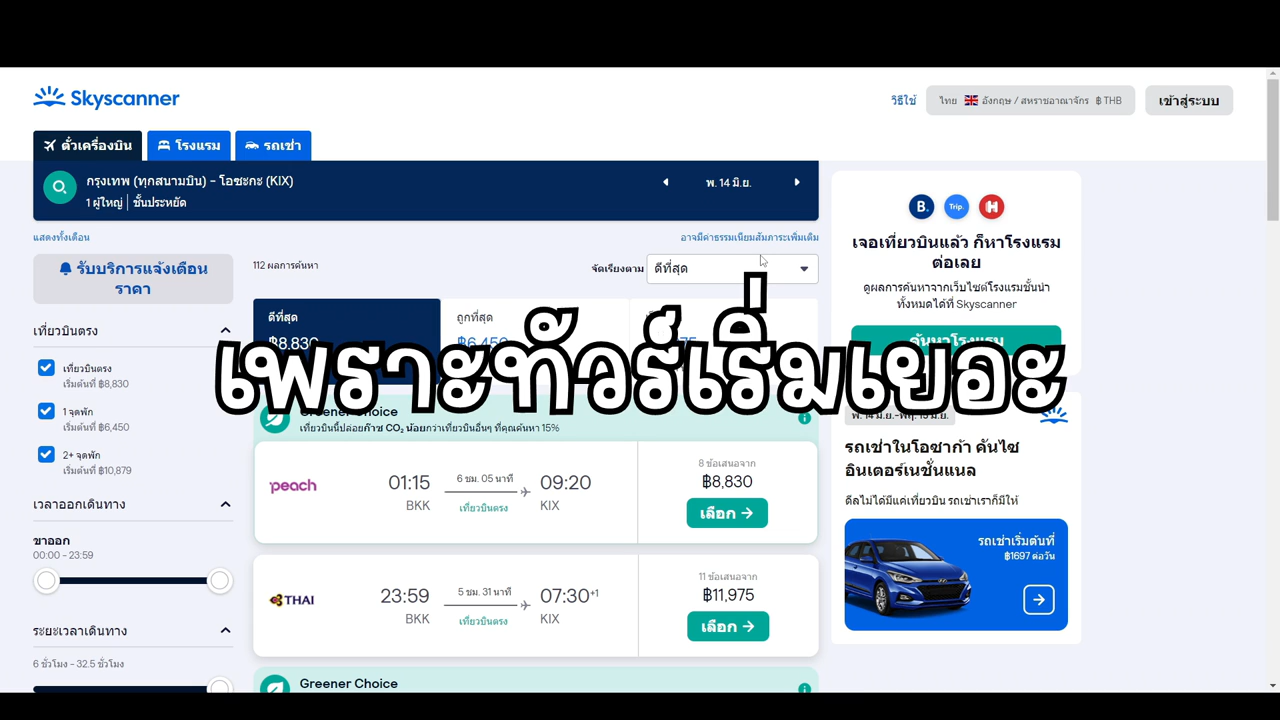 Skyscanner
วิธีใช้
ไทย อังกฤษ / สหราชอาณาจักร ฿ THB
เข้าสู่ระบบ
ตั๋วเครื่องบิน
โรงแรม
รถเช่า
กรุงเทพ (ทุกสนามบิน) - โอซะกะ (KIX)
1 ผู้ใหญ่ | ชั้นประหยัด
พ. 14 มิ.ย.
แสดงทั้งเดือน
อาจมีค่าธรรมเนียมสัมภาระเพิ่มเติม
รับบริการแจ้งเตือน
ราคา
112 ผลการค้นหา
จัดเรียงตาม
ดีที่สุด
เที่ยวบินตรง
เที่ยวบินตรง
เริ่มต้นที่ ฿8,830
1 จุดพัก
เริ่มต้นที่ ฿6,450
2+ จุดพัก
เริ่มต้นที่ ฿10,879
เวลาออกเดินทาง
ขาออก
00:00 - 23:59
ระยะเวลาเดินทาง
6 ชั่วโมง - 32.5 ชั่วโมง
ดีที่สุด
฿8,830
ถูกที่สุด
฿6,450
เพราะทัวร์เริ่มเยอะ
Greener Choice
เที่ยวบินนี้ปล่อยก๊าซ CO₂ น้อยกว่าเที่ยวบินอื่นๆ ที่คุณค้นหา 15%
peach
01:15
BKK
6 ชม. 05 นาที
เที่ยวบินตรง
09:20
KIX
8 ข้อเสนอจาก
฿8,830
เลือก →
THAI
23:59
BKK
5 ชม. 31 นาที
เที่ยวบินตรง
07:30+1
KIX
11 ข้อเสนอจาก
฿11,975
เลือก →
Greener Choice
B.
Trip.
H
เจอเที่ยวบินแล้ว ก็หาโรงแรม
ต่อเลย
ดูผลการค้นหาจากเว็บไซต์โรงแรมชั้นนำ
ทั้งหมดได้ที่ Skyscanner
ค้นหาโรงแรม
พ. 14 มิ.ย.-พฤ. 15 มิ.ย.
รถเช่าในโอซาก้า คันไซ
อินเตอร์เนชั่นแนล
ดีลไม่ได้มีแค่เที่ยวบิน รถเช่าเราก็มีให้
รถเช่าเริ่มต้นที่
฿1697 ต่อวัน